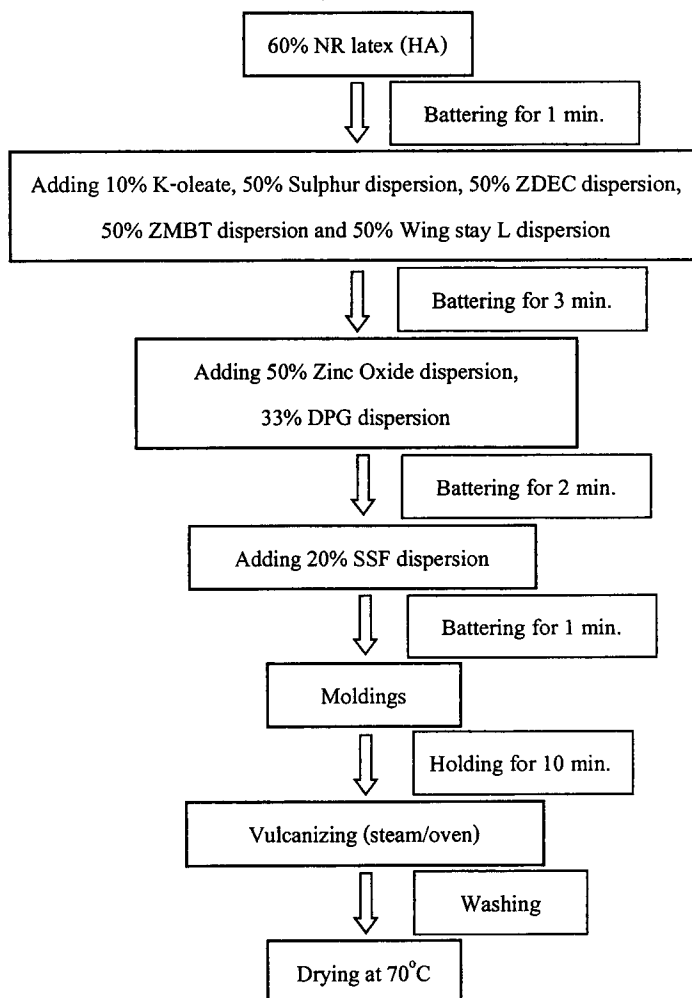 60% NR latex (HA)
Battering for 1 min.
Adding 10% K-oleate, 50% Sulphur dispersion, 50% ZDEC dispersion,
50% ZMBT dispersion and 50% Wing stay L dispersion
Battering for 3 min.
Adding 50% Zinc Oxide dispersion,
33% DPG dispersion
Battering for 2 min.
Adding 20% SSF dispersion
Battering for 1 min.
Moldings
Holding for 10 min.
Vulcanizing (steam/oven)
Washing
Drying at 70°C